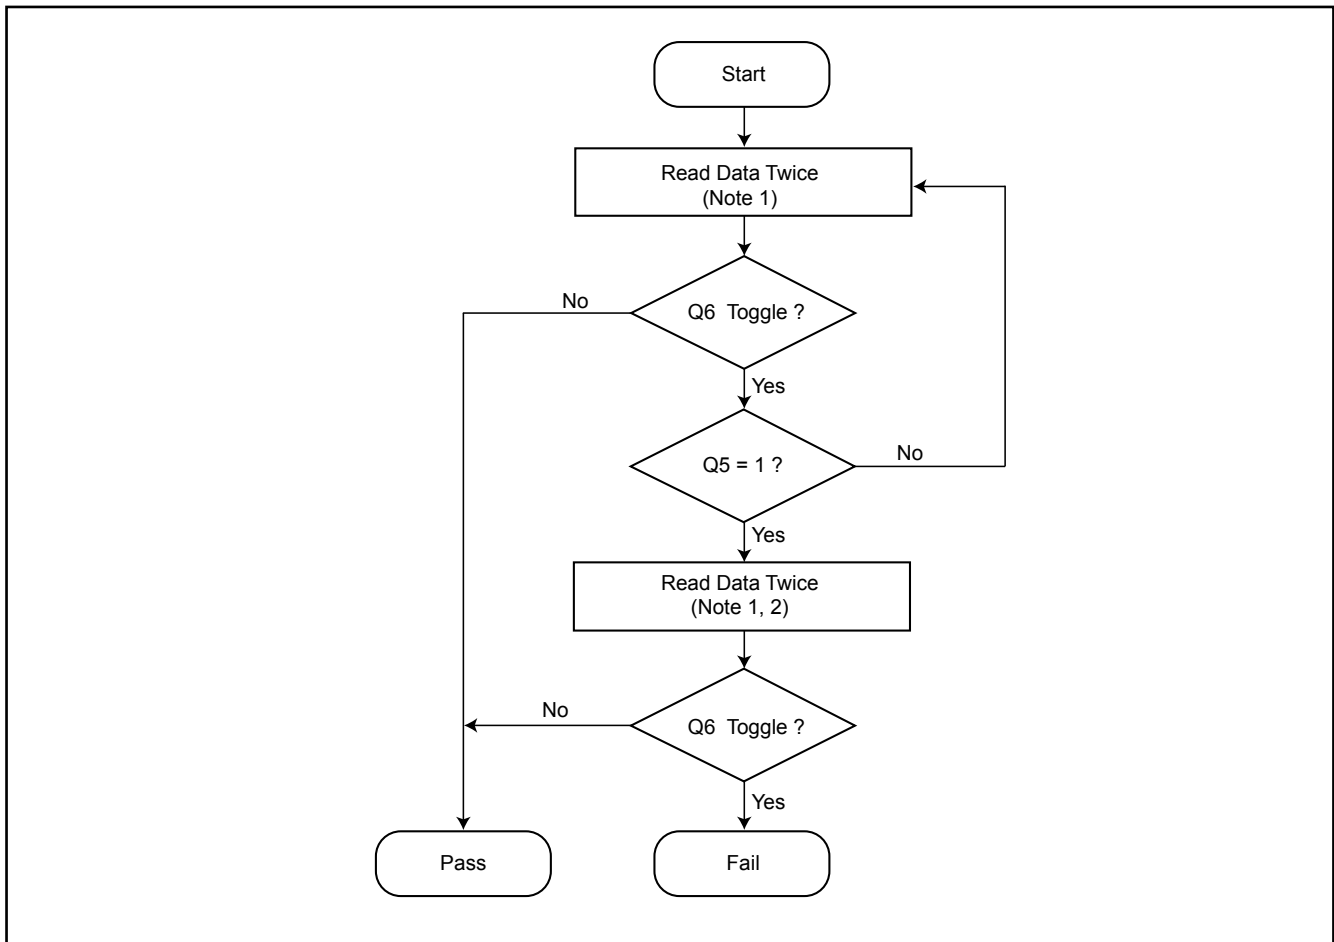 Start
Read Data Twice
(Note 1)
Q6 Toggle ?
No
Yes
Q5 = 1 ?
No
Yes
Read Data Twice
(Note 1, 2)
Q6 Toggle ?
No
Yes
Pass
Fail